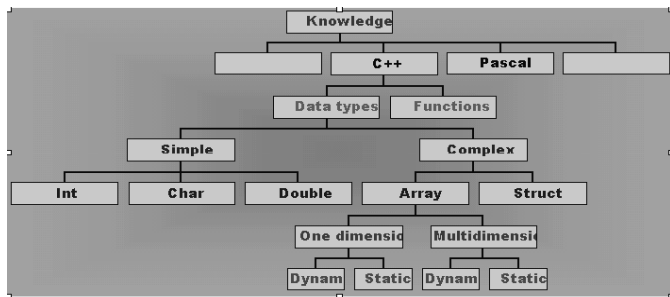 Knowledge
C++
Pascal
Data types
Functions
Simple
Complex
Int
Char
Double
Array
Struct
One dimensio
Multidimensio
Dynam
Static
Dynam
Static